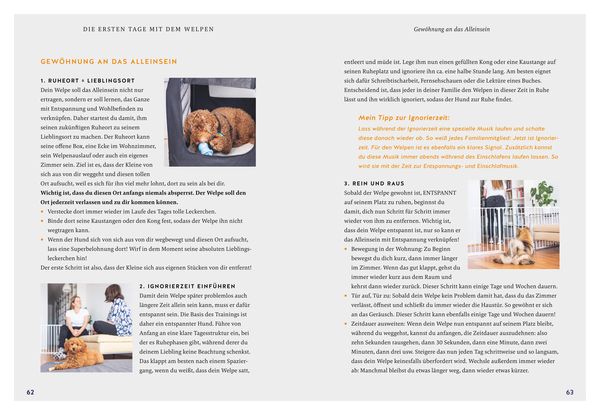 DIE ERSTEN TAGE MIT DEM WELPEN
GEWÖHNUNG AN DAS ALLEINSEIN
1. RUHEORT = LIEBLINGSORT
Dein Welpe soll das Alleinsein nicht nur
ertragen, sondern er soll lernen, das Ganze
mit Entspannung und Wohlbefinden zu
verknüpfen. Daher startest du damit, ihm
seinen zukünftigen Ruheort zu seinem
Lieblingsort zu machen. Der Ruheort kann
seine offene Box, eine Ecke im Wohnzimmer,
sein Welpenauslauf oder auch ein eigenes
Zimmer sein. Ziel ist es, dass der Kleine von
sich aus von dir weggeht und diesen tollen
Ort aufsucht, weil es sich für ihn viel mehr lohnt, dort zu sein als bei dir.
Wichtig ist, dass du diesen Ort anfangs niemals absperrst. Der Welpe soll den
Ort jederzeit verlassen und zu dir kommen können.
• Verstecke dort immer wieder im Laufe des Tages tolle Leckerchen.
• Binde dort seine Kaustangen oder den Kong fest, sodass der Welpe ihn nicht
wegtragen kann.
• Wenn der Hund sich von sich aus von dir wegbewegt und diesen Ort aufsucht,
lass eine Superbelohnung dort! Wirf in dem Moment seine absoluten Lieblings-
leckerchen hin!
Der erste Schritt ist also, dass der Kleine sich aus eigenen Stücken von dir entfernt!
2. IGNORIERZEIT EINFÜHREN
Damit dein Welpe später problemlos auch
längere Zeit allein sein kann, muss er dafür
entspannt sein. Die Basis des Trainings ist
daher ein entspannter Hund. Führe von
Anfang an eine klare Tagesstruktur ein, bei
der es Ruhephasen gibt, während derer du
deinem Liebling keine Beachtung schenkst.
Das klappt am besten nach einem Spazier-
gang, wenn du weißt, dass dein Welpe satt,
62
Gewöhnung an das Alleinsein
entleert und müde ist. Lege ihm nun einen gefüllten Kong oder eine Kaustange auf
seinen Ruheplatz und ignoriere ihn ca. eine halbe Stunde lang. Am besten eignet
sich dafür Schreibtischarbeit, Fernsehschauen oder die Lektüre eines Buches.
Entscheidend ist, dass jeder in deiner Familie den Welpen in dieser Zeit in Ruhe
lässt und ihn wirklich ignoriert, sodass der Hund zur Ruhe findet.
Mein Tipp zur Ignorierzeit:
Lass während der Ignorierzeit eine spezielle Musik laufen und schalte
diese danach wieder ab. So weiß jedes Familienmitglied: Jetzt ist Ignorier-
zeit. Für den Welpen ist es ebenfalls ein klares Signal. Zusätzlich kannst
du diese Musik immer abends während des Einschlafens laufen lassen. So
wird sie mit der Zeit zur Entspannungs- und Einschlafmusik.
3. REIN UND RAUS
Sobald der Welpe gewohnt ist, ENTSPANNT
auf seinem Platz zu ruhen, beginnst du
damit, dich nun Schritt für Schritt immer
wieder von ihm zu entfernen. Wichtig ist,
dass dein Welpe entspannt ist, nur so kann er
das Alleinsein mit Entspannung verknüpfen!
• Bewegung in der Wohnung: Zu Beginn
bewegst du dich kurz, dann immer länger
im Zimmer. Wenn das gut klappt, gehst du
immer wieder kurz aus dem Raum und
kehrst dann wieder zurück. Dieser Schritt kann einige Tage und Wochen dauern.
• Tür auf, Tür zu: Sobald dein Welpe kein Problem damit hat, dass du das Zimmer
verlässt, öffnest und schließt du immer wieder die Haustür. So gewöhnt er sich
an das Geräusch. Dieser Schritt kann ebenfalls einige Tage und Wochen dauern!
• Zeitdauer ausweiten: Wenn dein Welpe nun entspannt auf seinem Platz bleibt,
während du weggehst, kannst du anfangen, die Zeitdauer auszudehnen: also
zehn Sekunden rausgehen, dann 30 Sekunden, dann eine Minute, dann zwei
Minuten, dann drei usw. Steigere das nun jeden Tag schrittweise und so langsam,
dass dein Welpe keinesfalls überfordert wird. Wechsle außerdem immer wieder
ab: Manchmal bleibst du etwas länger weg, dann wieder etwas kürzer.
63